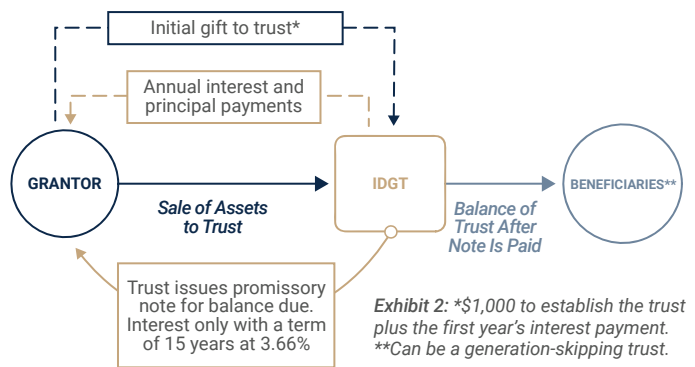 Initial gift to trust*
Annual interest and
principal payments
GRANTOR
IDGT
BENEFICIARIES**
Sale of Assets
to Trust
Balance of
Trust After
Note Is Paid
Trust issues promissory
note for balance due.
Interest only with a term
of 15 years at 3.66%
Exhibit 2: *$1,000 to establish the trust
plus the first year’s interest payment.
**Can be a generation-skipping trust.